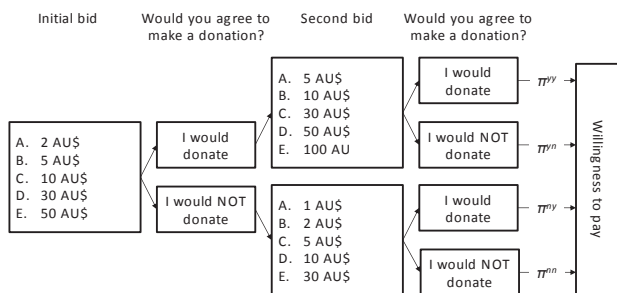 Initial bid
Would you agree to
make a donation?
Second bid
Would you agree to
make a donation?
A. 2 AU$
B. 5 AU$
C. 10 AU$
D. 30 AU$
E. 50 AU$
I would
donate
I would NOT
donate
A. 5 AU$
B. 10 AU$
C. 30 AU$
D. 50 AU$
E. 100 AU
A. 1 AU$
B. 2 AU$
C. 5 AU$
D. 10 AU$
E. 30 AU$
I would
donate
I would NOT
donate
I would
donate
I would NOT
donate
π^yy
π^yn
π^ny
π^nn
Willingness to pay